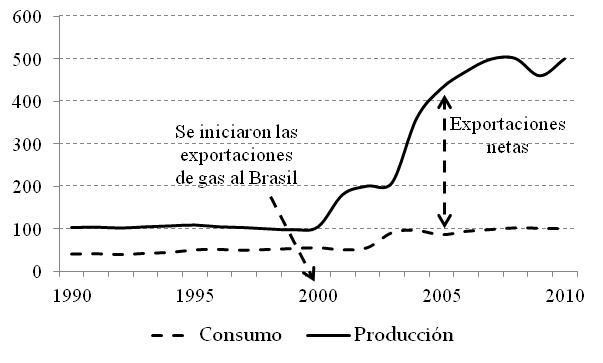 600
500
400
300
200
100
0
Se iniciaron las
exportaciones
de gas al Brasil
Exportaciones
netas
1990 1995 2000 2005 2010
Consumo Producción